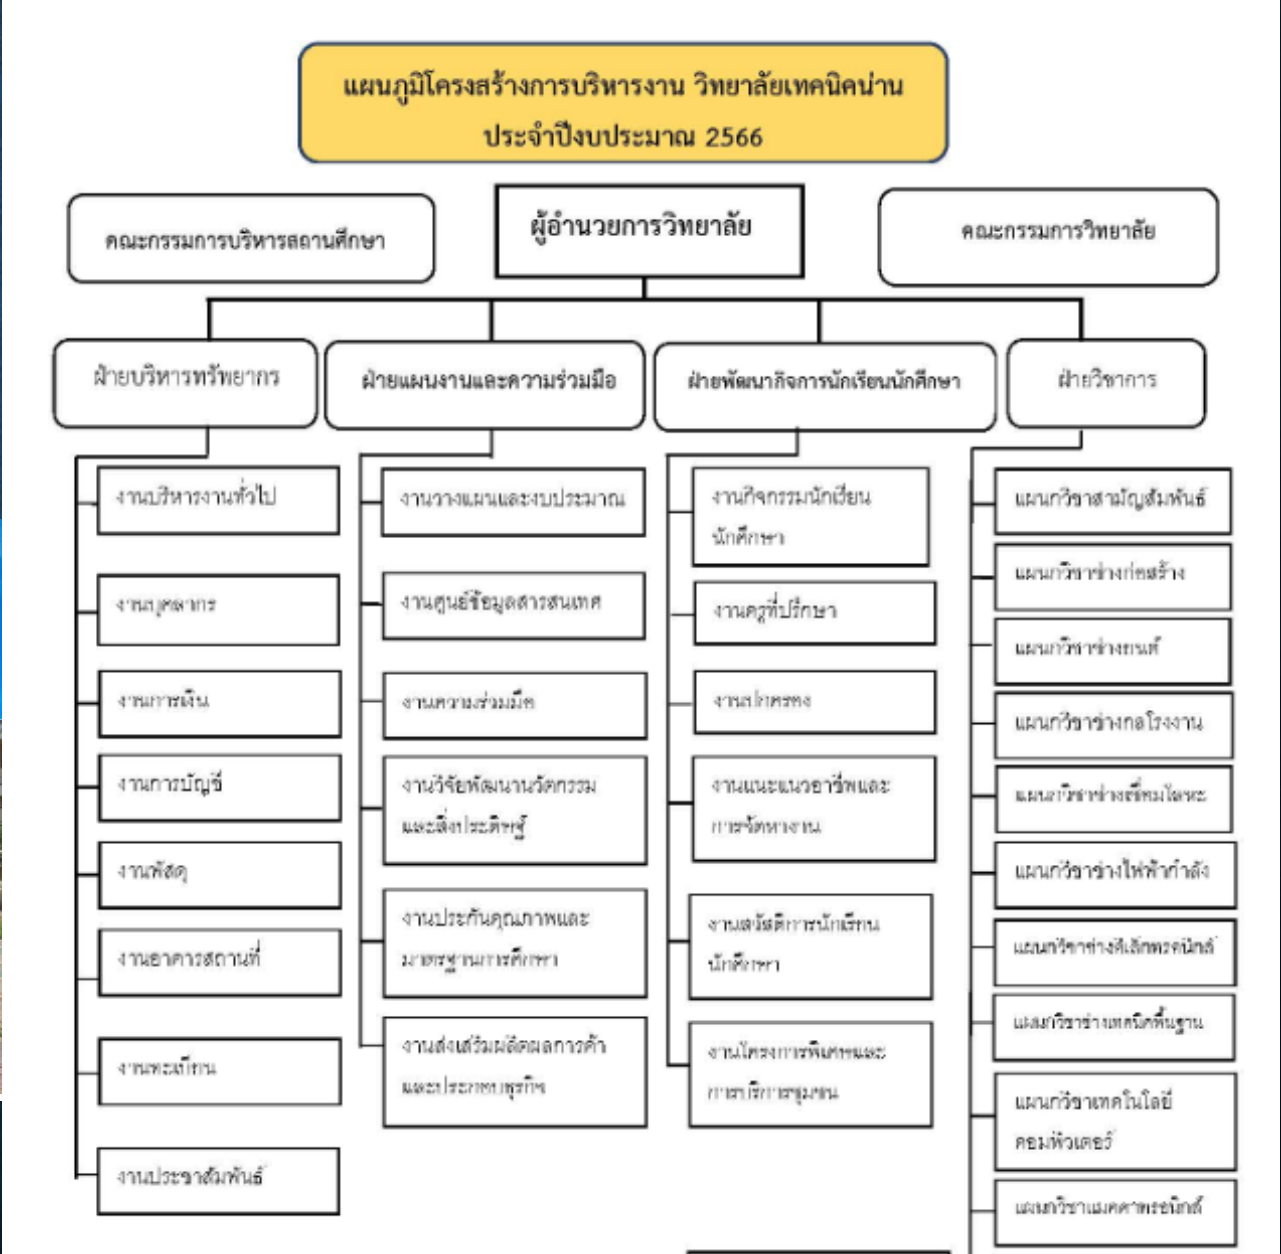 แผนภูมิโครงสร้างการบริหารงาน วิทยาลัยเทคนิคน่าน
ประจำปีงบประมาณ 2566
คณะกรรมการบริหารสถานศึกษา
ผู้อำนวยการวิทยาลัย
คณะกรรมการวิทยาลัย
ฝ่ายบริหารทรัพยากร
ฝ่ายแผนงานและความร่วมมือ
ฝ่ายพัฒนากิจการนักเรียนนักศึกษา
ฝ่ายวิชาการ
งานบริหารงานทั่วไป
งานบุคลากร
งานการเงิน
งานการบัญชี
งานพัสดุ
งานอาคารสถานที่
งานทะเบียน
งานประชาสัมพันธ์
งานวางแผนและงบประมาณ
งานศูนย์ข้อมูลสารสนเทศ
งานความร่วมมือ
งานวิจัยพัฒนานวัตกรรม
และสิ่งประดิษฐ์
งานประกันคุณภาพและ
มาตรฐานการศึกษา
งานส่งเสริมผลิตผลการค้า
และประกอบธุรกิจ
งานกิจกรรมนักเรียน
นักศึกษา
งานครูที่ปรึกษา
งานปกครอง
งานแนะแนวอาชีพและ
การจัดหางาน
งานสวัสดิการนักเรียน
นักศึกษา
งานโครงการพิเศษและ
การบริการชุมชน
แผนกวิชาสามัญสัมพันธ์
แผนกวิชาช่างก่อสร้าง
แผนกวิชาช่างยนต์
แผนกวิชาช่างกลโรงงาน
แผนกวิชาช่างเชื่อมโลหะ
แผนกวิชาช่างไฟฟ้ากำลัง
แผนกวิชาช่างอิเล็กทรอนิกส์
แผนกวิชาช่างเทคนิคพื้นฐาน
แผนกวิชาเทคโนโลยี
คอมพิวเตอร์
แผนกวิชาแมคคาทรอนิกส์